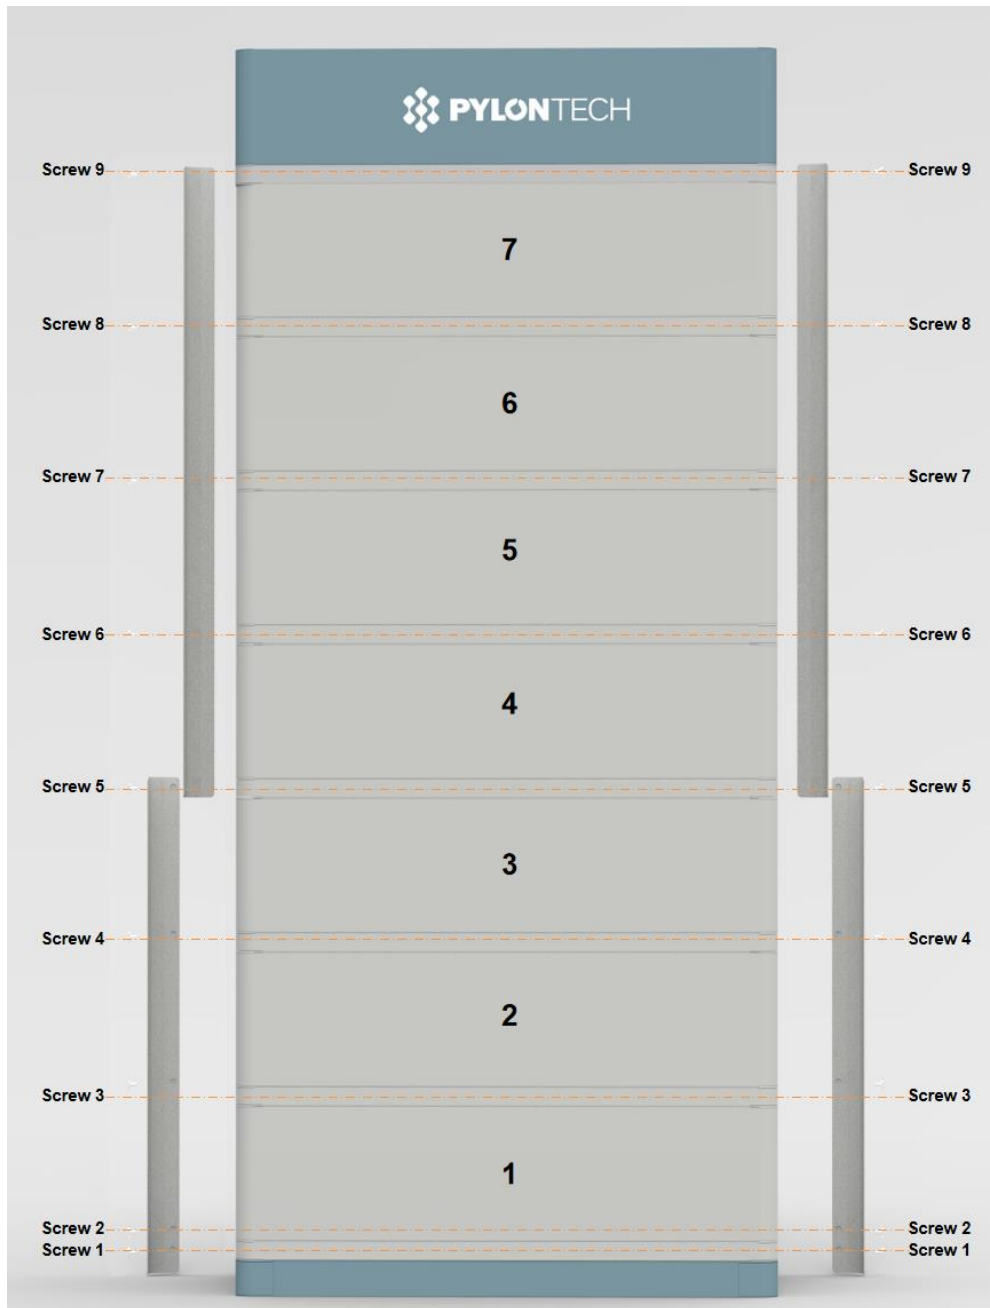 PYLONTECH
Screw 9 Screw 9
7
Screw 8 Screw 8
6
Screw 7 Screw 7
5
Screw 6 Screw 6
4
Screw 5 Screw 5
3
Screw 4 Screw 4
2
Screw 3 Screw 3
1
Screw 2 Screw 2
Screw 1 Screw 1